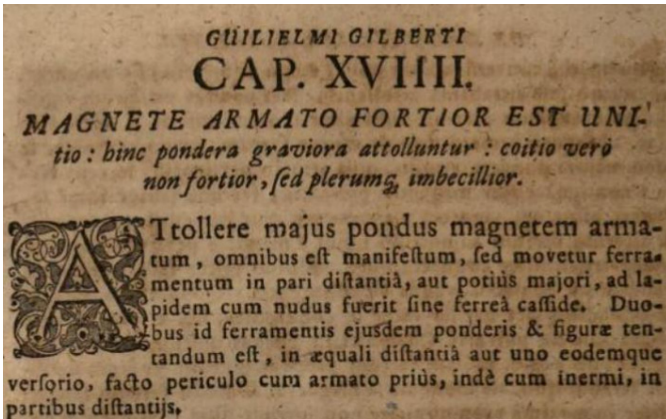 GUILIELMI GILBERTI
CAP. XVIIII.
MAGNETE ARMATO FORTIOR EST UNI-
tio : hinc pondera graviora attolluntur : coitio verò
non fortior, ſed plerumq́; imbecillior.
ATtollere majus pondus magnetem arma-
tum, omnibus eſt manifeſtum, ſed movetur ferra-
mentum in pari diſtantiâ, aut potiùs majori, ad la-
pidem cum nudus fuerit ſine ferreâ caſſide. Duo-
bus id ferramentis ejuſdem ponderis & figuræ ten-
tandum eſt, in æquali diſtantiâ aut uno eodemque
verſorio, facto periculo cum armato priùs, indè cum inermi, in
partibus diſtantijs.